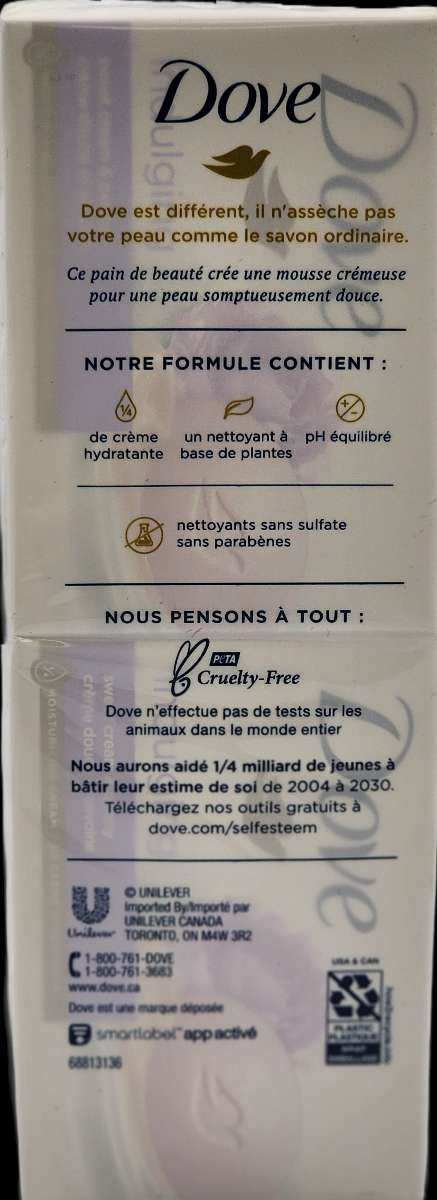 Dove
Dove est différent, il n'assèche pas
votre peau comme le savon ordinaire.
Ce pain de beauté crée une mousse crémeuse
pour une peau somptueusement douce.
NOTRE FORMULE CONTIENT :
1/4
de crème
hydratante
un nettoyant à
base de plantes
pH équilibré
nettoyants sans sulfate
sans parabènes
NOUS PENSONS À TOUT :
PETA
Cruelty-Free
Dove n'effectue pas de tests sur les
animaux dans le monde entier
Nous aurons aidé 1/4 milliard de jeunes à
bâtir leur estime de soi de 2004 à 2030.
Téléchargez nos outils gratuits à
dove.com/selfesteem
Unilever
© UNILEVER
Imported By/Importé par
UNILEVER CANADA
TORONTO, ON M4W 3R2
1-800-761-DOVE
1-800-761-3683
www.dove.ca
Dove est une marque déposée
smartlabel™ app activé
68813136
USA & CAN
PLASTIC
PLASTIQUE
Dove
Dove